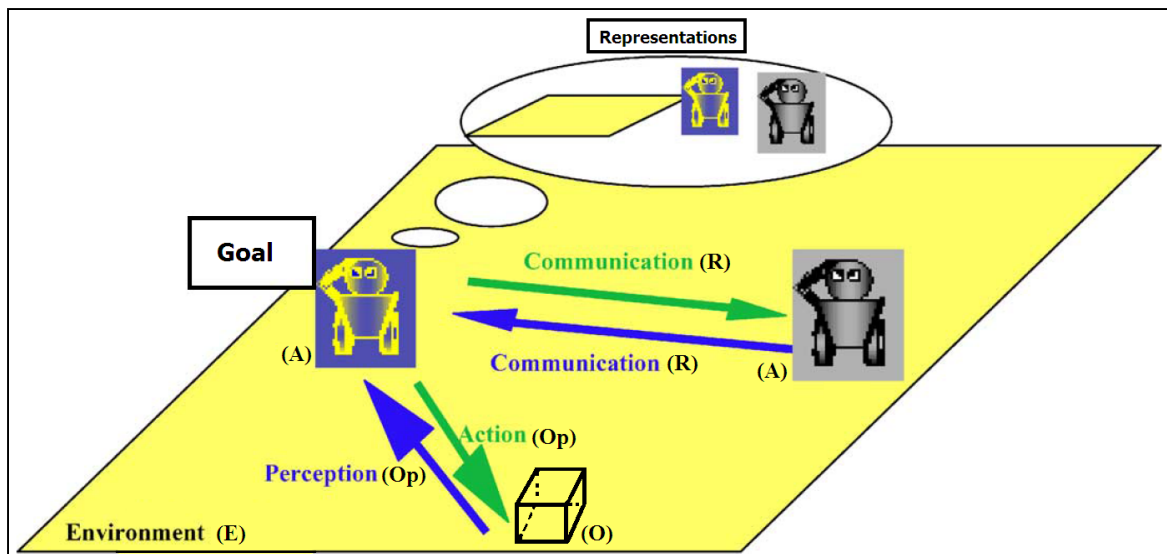 Representations
Goal
Communication (R)
(A)
Communication (R)
(A)
Action (Op)
Perception (Op)
Environment (E)
(O)